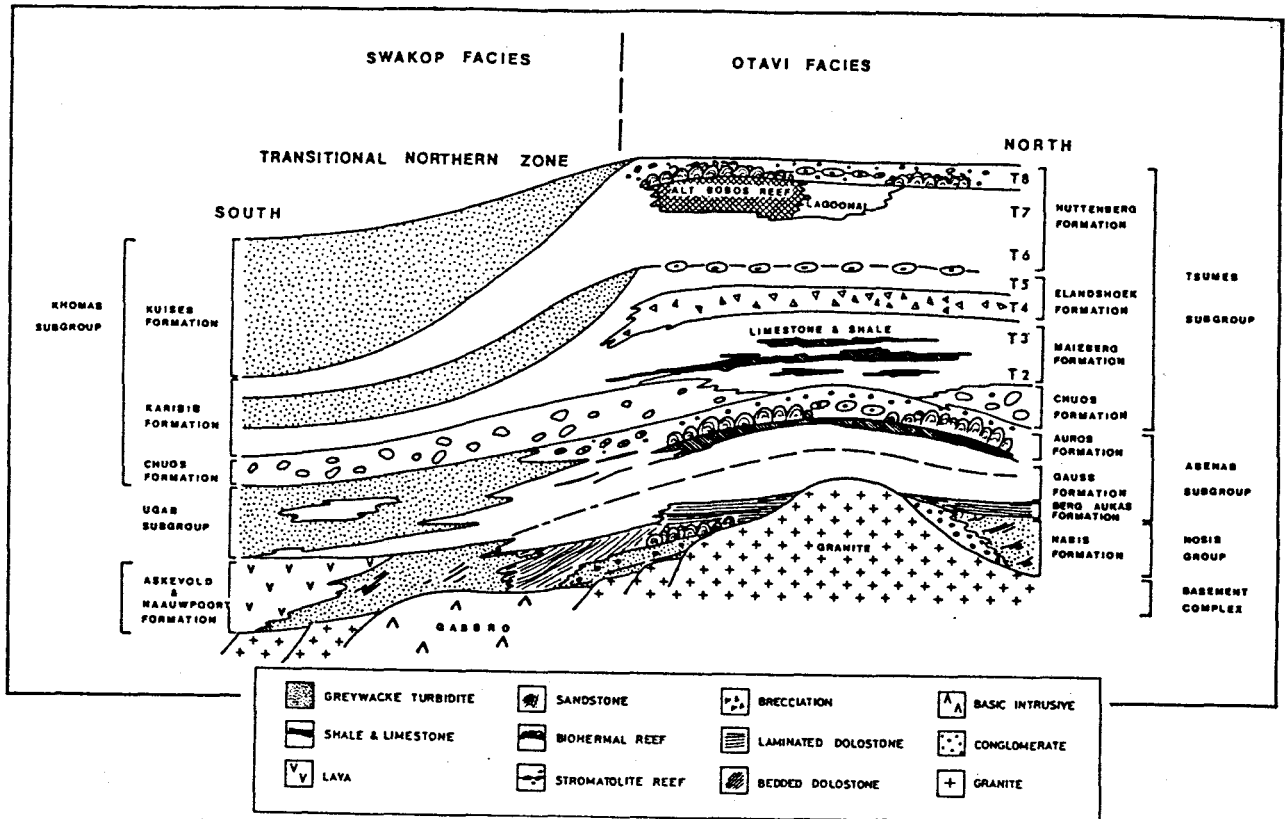 SWAKOP FACIES
OTAVI FACIES
TRANSITIONAL NORTHERN ZONE
NORTH
SOUTH
ALT BOBOS REEF
LAGOONAL
T8
T7
T6
T5
T4
T3
T2
LIMESTONE & SHALE
GRANITE
GABBRO
KHOMAS
SUBGROUP
KUISEB
FORMATION
KARIBIB
FORMATION
CHUOS
FORMATION
UGAB
SUBGROUP
ASKEVOLD
&
NAAUWPOORT
FORMATION
HUTTENBERG
FORMATION
ELANDSHOEK
FORMATION
MAIEBERG
FORMATION
CHUOS
FORMATION
AUROS
FORMATION
GAUSS
FORMATION
BERG AUKAS
FORMATION
NABIS
FORMATION
TSUMEB
SUBGROUP
ABENAB
SUBGROUP
NOSIB
GROUP
BASEMENT
COMPLEX
GREYWACKE TURBIDITE
SHALE & LIMESTONE
LAVA
SANDSTONE
BIOHERMAL REEF
STROMATOLITE REEF
BRECCIATION
LAMINATED DOLOSTONE
BEDDED DOLOSTONE
BASIC INTRUSIVE
CONGLOMERATE
GRANITE